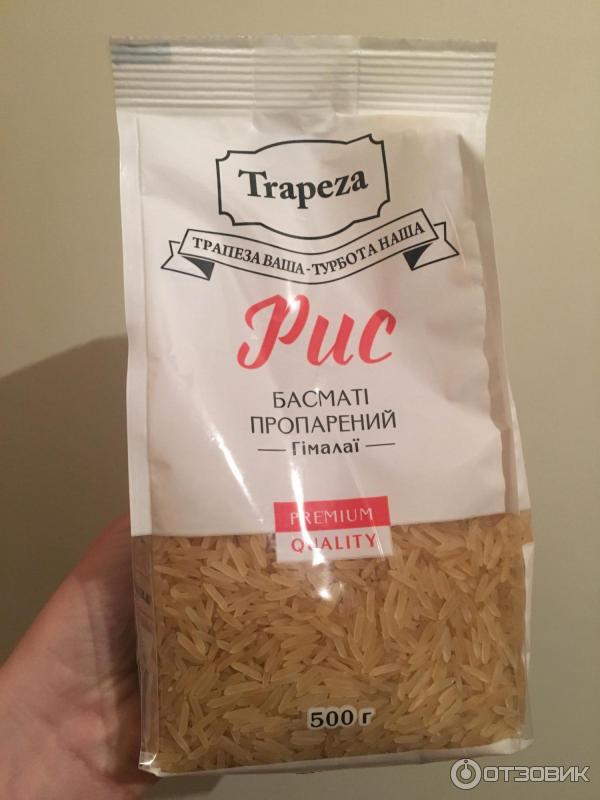 Trapeza
ТРАПЕЗА ВАША - ТУРБОТА НАША
Рис
БАСМАТІ
ПРОПАРЕНИЙ
Гімалаї
PREMIUM
QUALITY
500 г
ОТЗОВИК